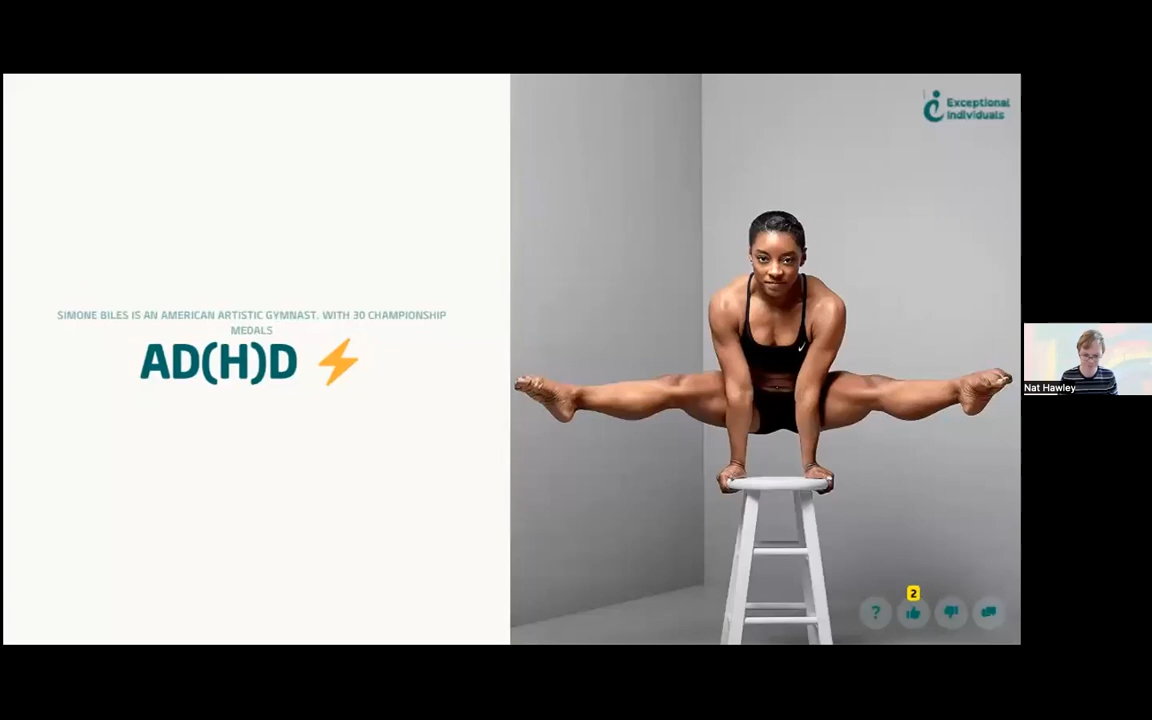 SIMONE BILES IS AN AMERICAN ARTISTIC GYMNAST. WITH 30 CHAMPIONSHIP
MEDALS
AD(H)D
Exceptional
Individuals
Nat Hawley
2
?